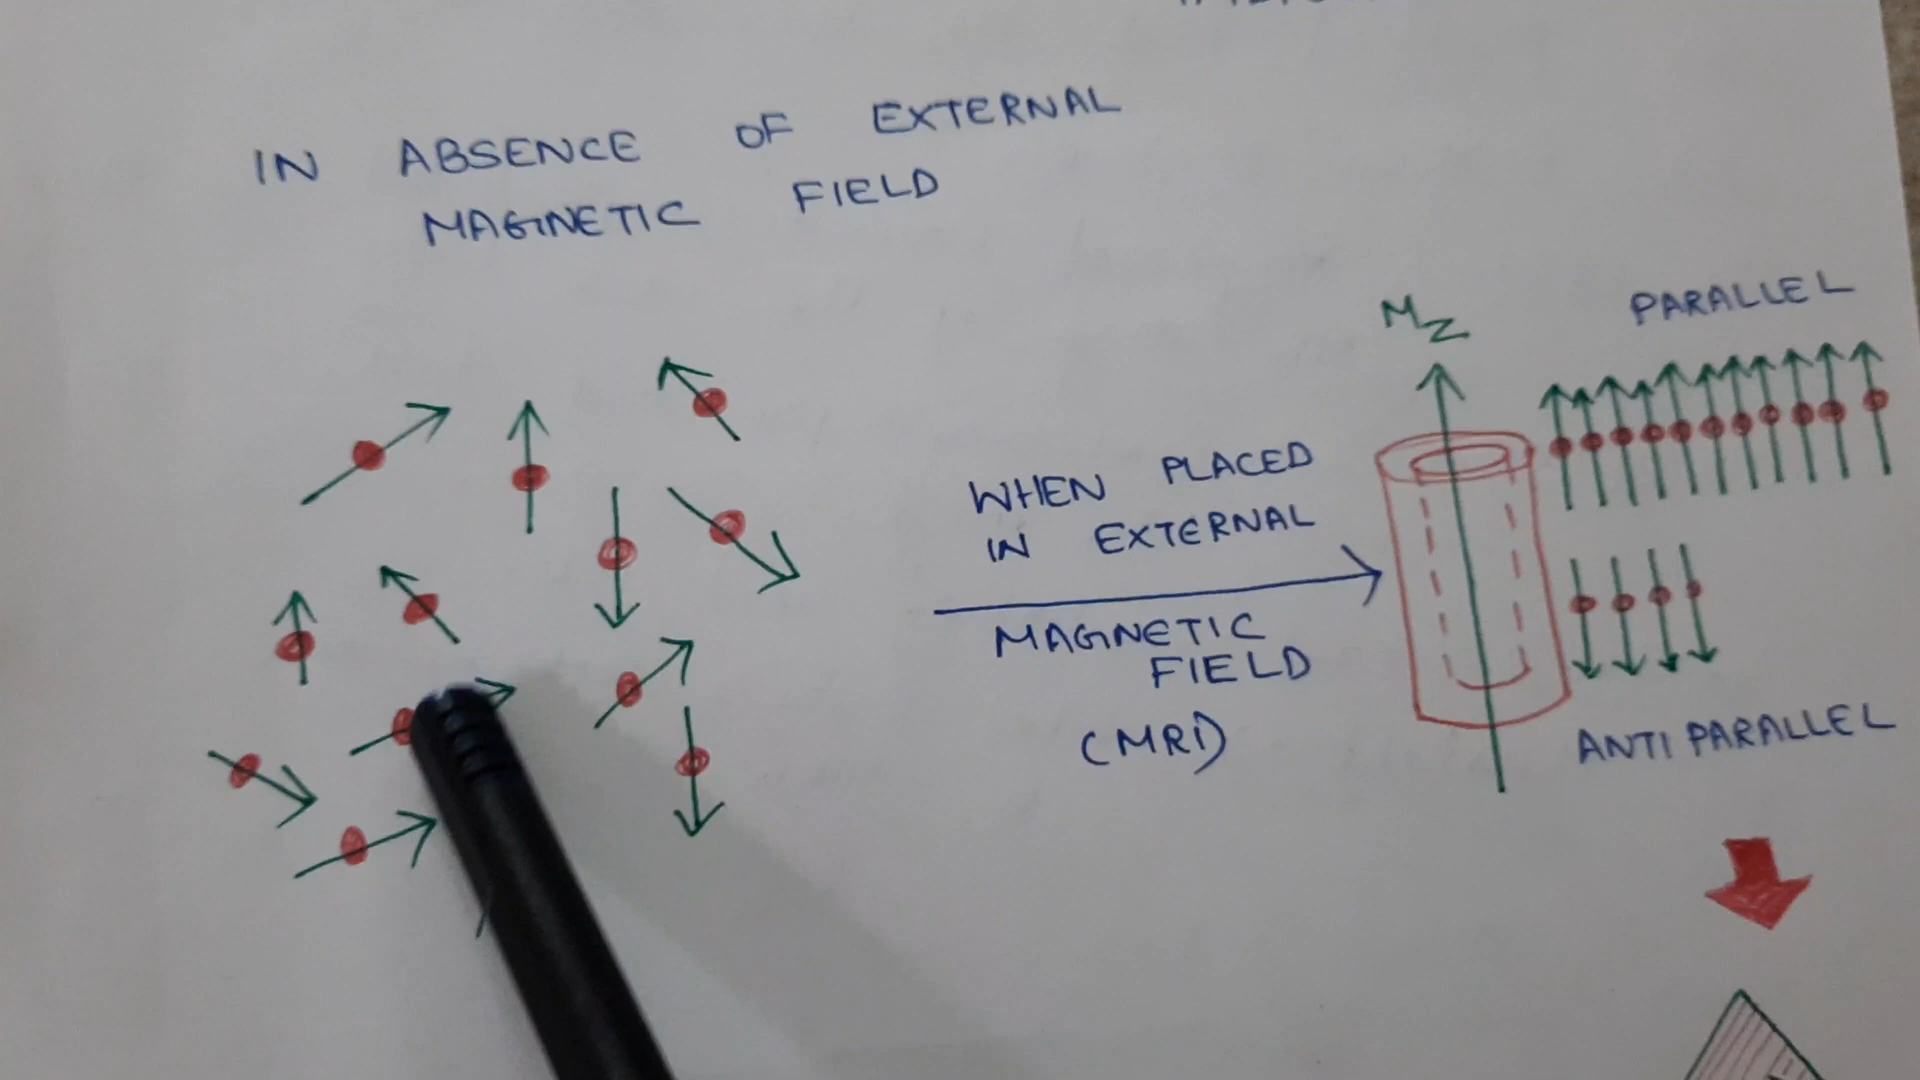 IN ABSENCE OF EXTERNAL
MAGNETIC FIELD
MZ
PARALLEL
WHEN PLACED
IN EXTERNAL
MAGNETIC
FIELD
(MRI)
ANTI PARALLEL